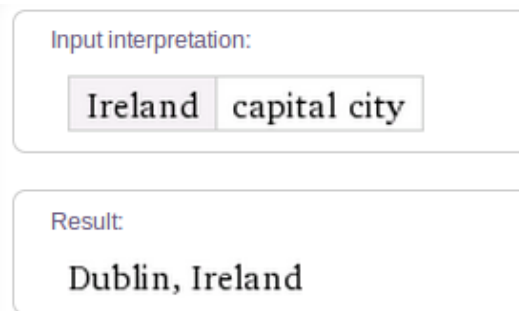 Input interpretation:
Ireland capital city
Result:
Dublin, Ireland